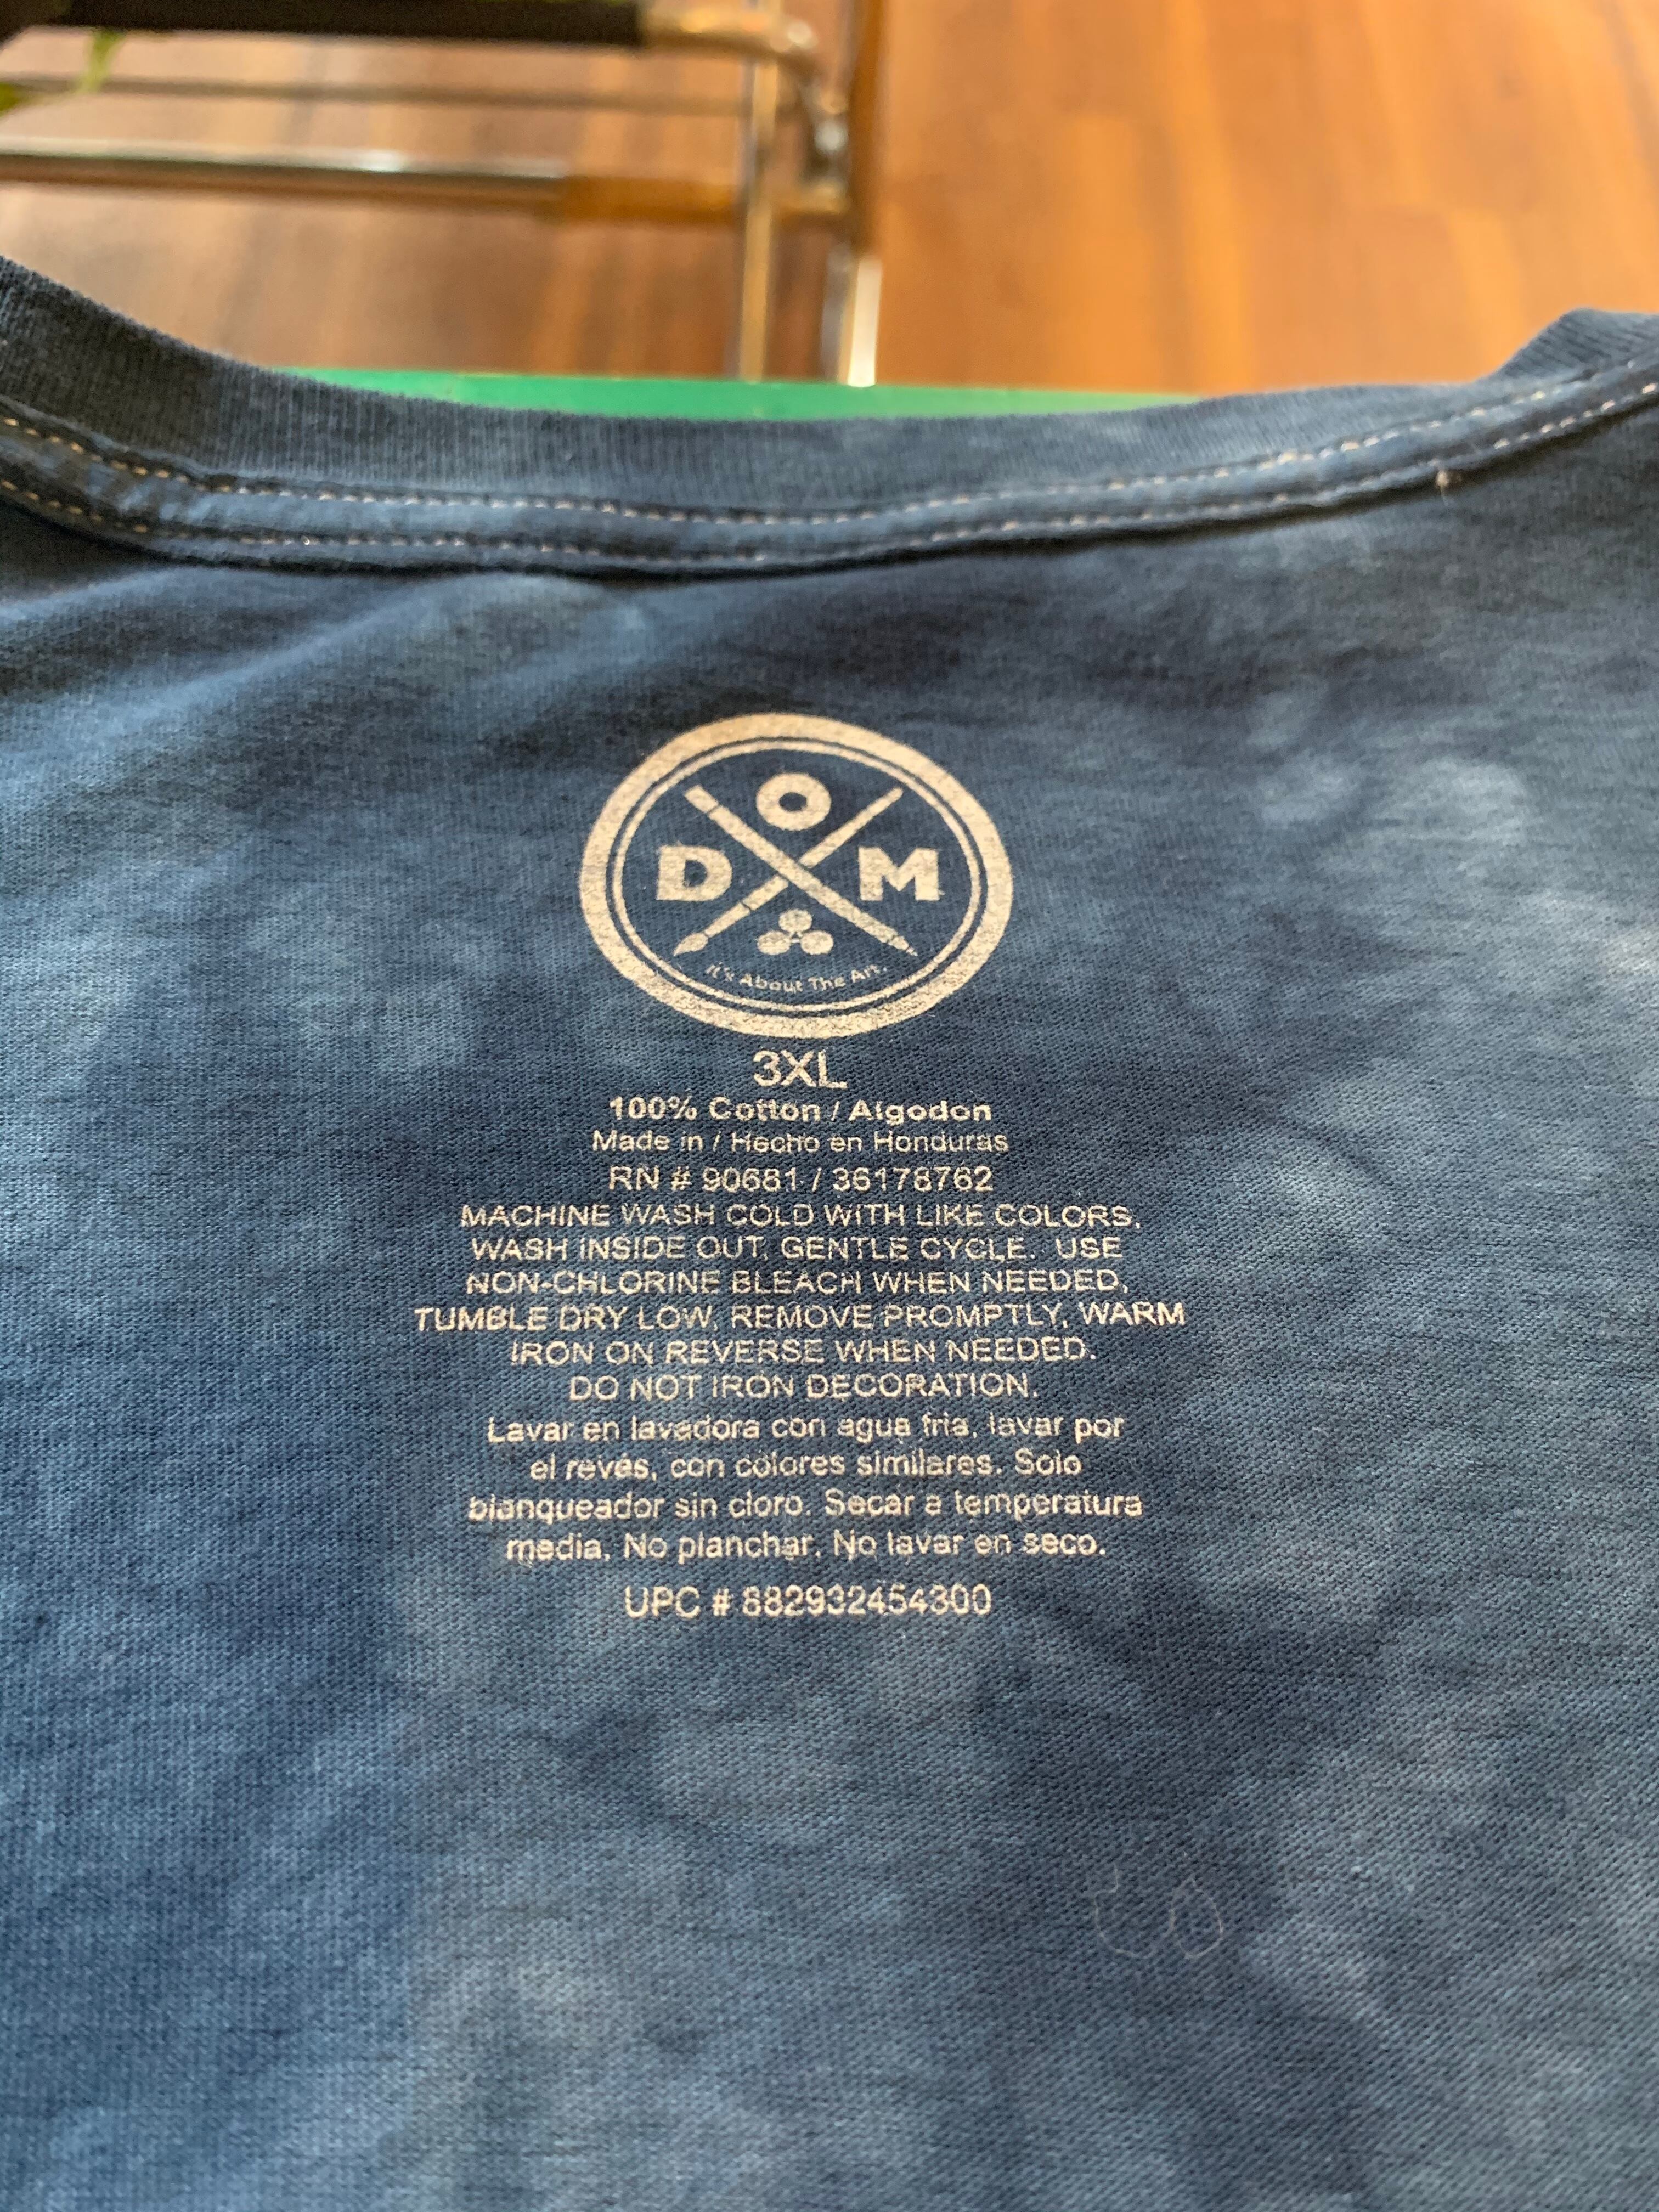 D O M
It's About The Art.
3XL
100% Cotton / Algodon
Made in / Hecho en Honduras
RN # 90681 / 36178762
MACHINE WASH COLD WITH LIKE COLORS,
WASH INSIDE OUT, GENTLE CYCLE. USE
NON-CHLORINE BLEACH WHEN NEEDED,
TUMBLE DRY LOW, REMOVE PROMPTLY, WARM
IRON ON REVERSE WHEN NEEDED.
DO NOT IRON DECORATION.
Lavar en lavadora con agua fria, lavar por
el revés, con colores similares. Solo
blanqueador sin cloro. Secar a temperatura
media. No planchar. No lavar en seco.
UPC # 882932454300